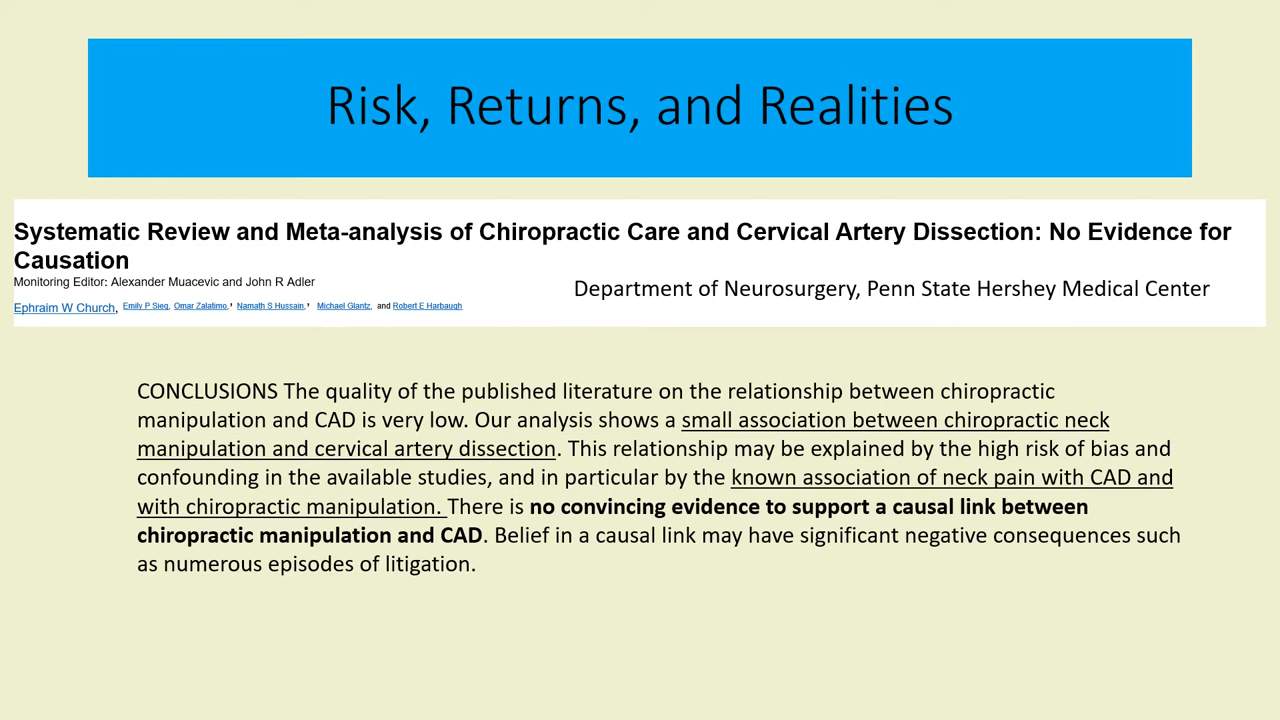 Risk, Returns, and Realities
Systematic Review and Meta-analysis of Chiropractic Care and Cervical Artery Dissection: No Evidence for
Causation
Monitoring Editor: Alexander Muacevic and John R Adler
Department of Neurosurgery, Penn State Hershey Medical Center
Ephraim W Church, Emily P Sieg, Omar Zalatimo,, Namath S Hussain,, Michael Glantz, and Robert E Harbaugh
CONCLUSIONS The quality of the published literature on the relationship between chiropractic
manipulation and CAD is very low. Our analysis shows a small association between chiropractic neck
manipulation and cervical artery dissection. This relationship may be explained by the high risk of bias and
confounding in the available studies, and in particular by the known association of neck pain with CAD and
with chiropractic manipulation. There is no convincing evidence to support a causal link between
chiropractic manipulation and CAD. Belief in a causal link may have significant negative consequences such
as numerous episodes of litigation.